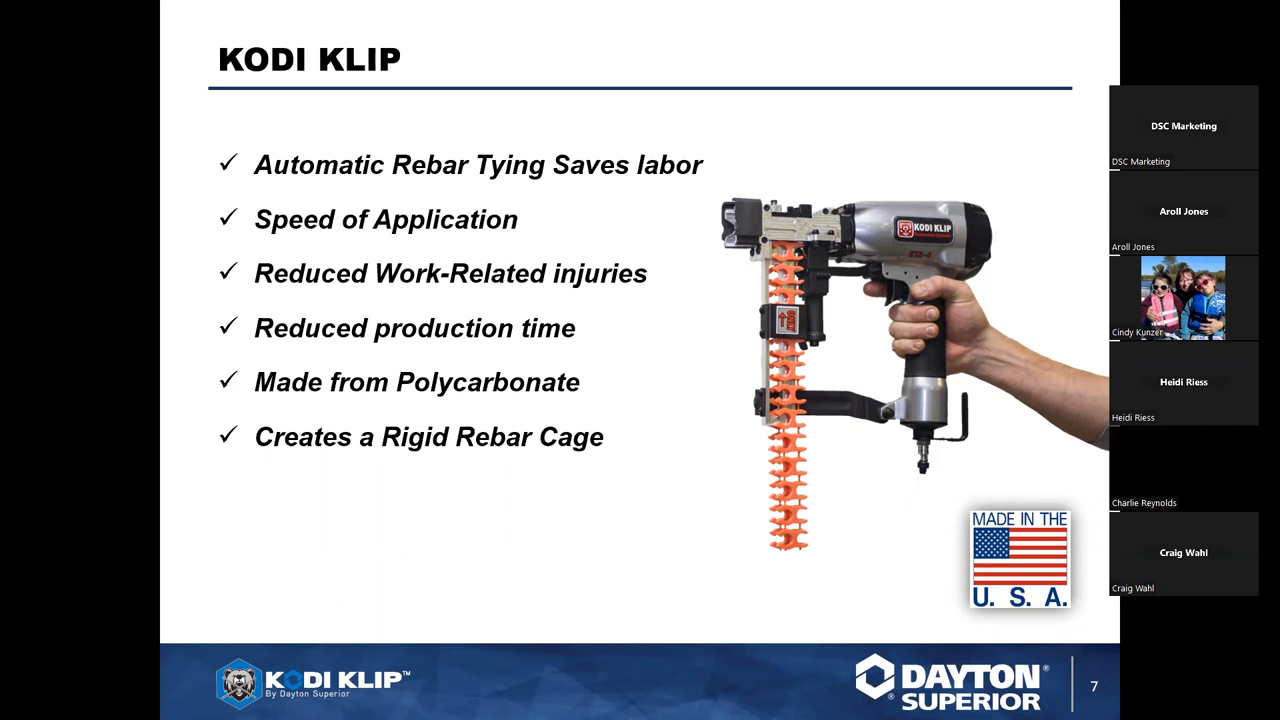 KODI KLIP
Automatic Rebar Tying Saves labor
Speed of Application
Reduced Work-Related injuries
Reduced production time
Made from Polycarbonate
Creates a Rigid Rebar Cage
KODI KLIP
ONLY
MADE IN THE
U. S. A.
KODI KLIP™
By Dayton Superior
DAYTON®
SUPERIOR
®
7
DSC Marketing
DSC Marketing
Aroll Jones
Aroll Jones
Cindy Kunzer
Heidi Riess
Heidi Riess
Charlie Reynolds
Craig Wahl
Craig Wahl